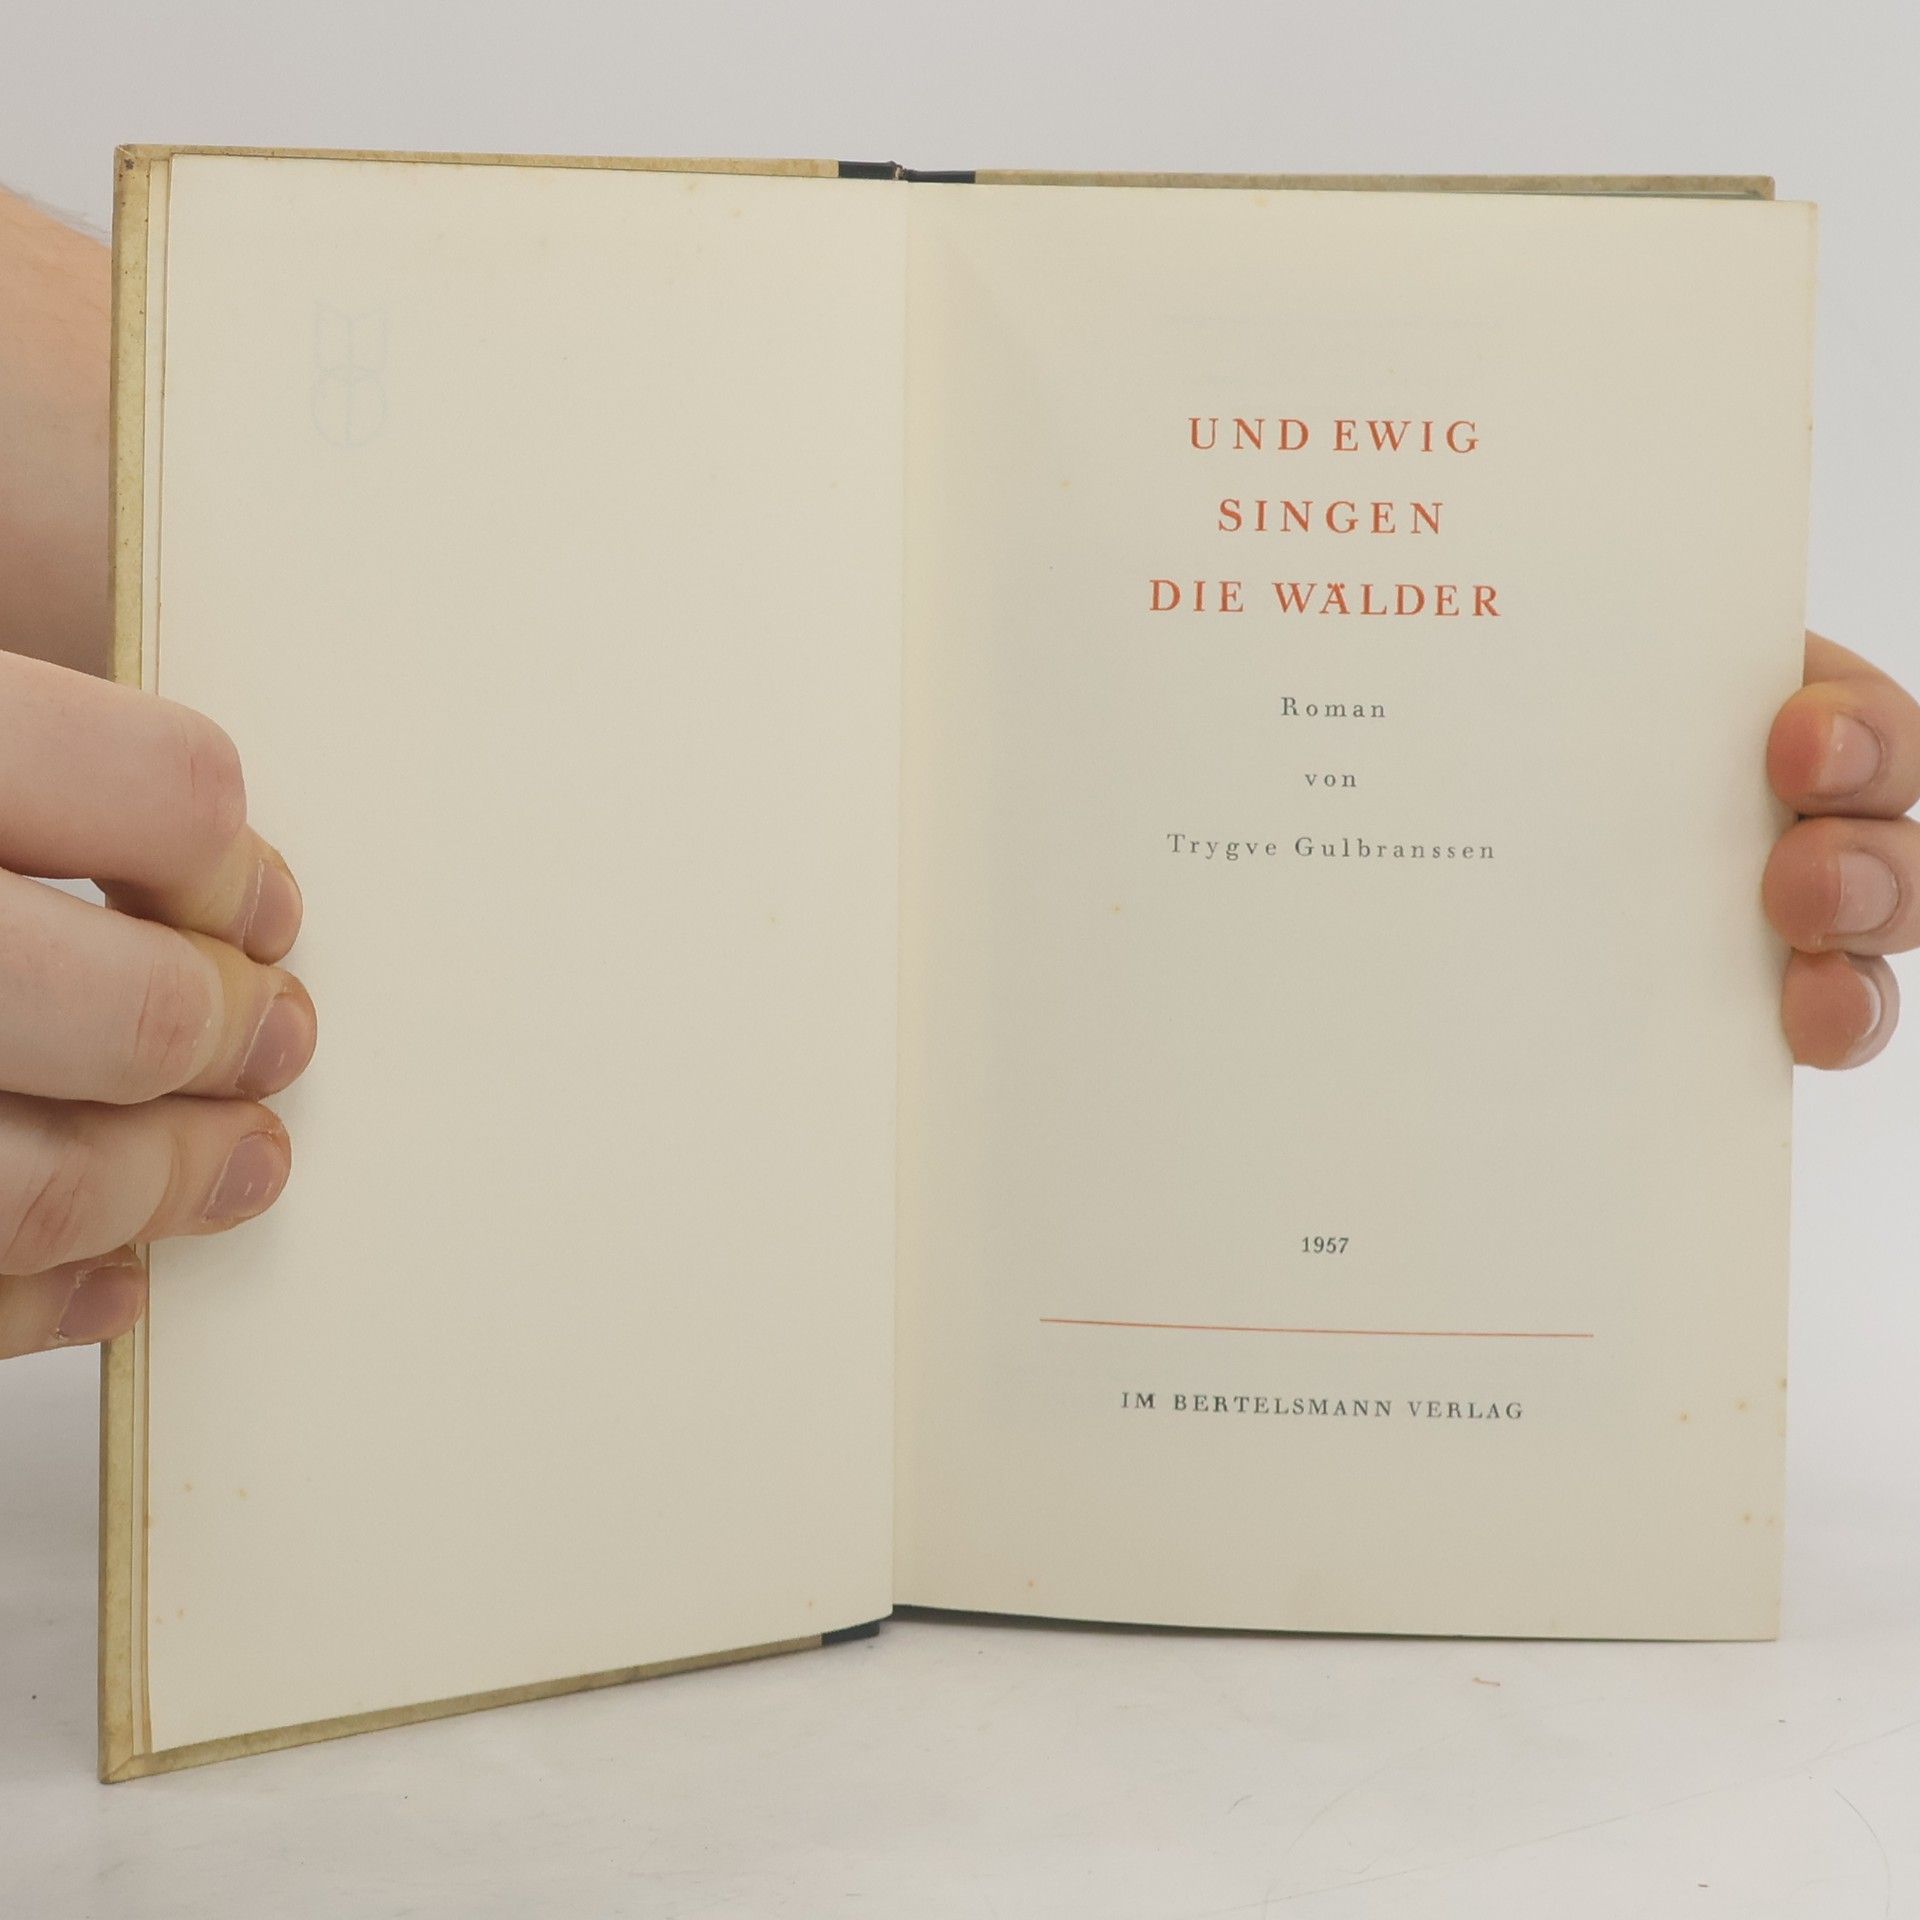 UND EWIG
SINGEN
DIE WÄLDER
Roman
von
Trygve Gulbranssen
1957
IM BERTELSMANN VERLAG